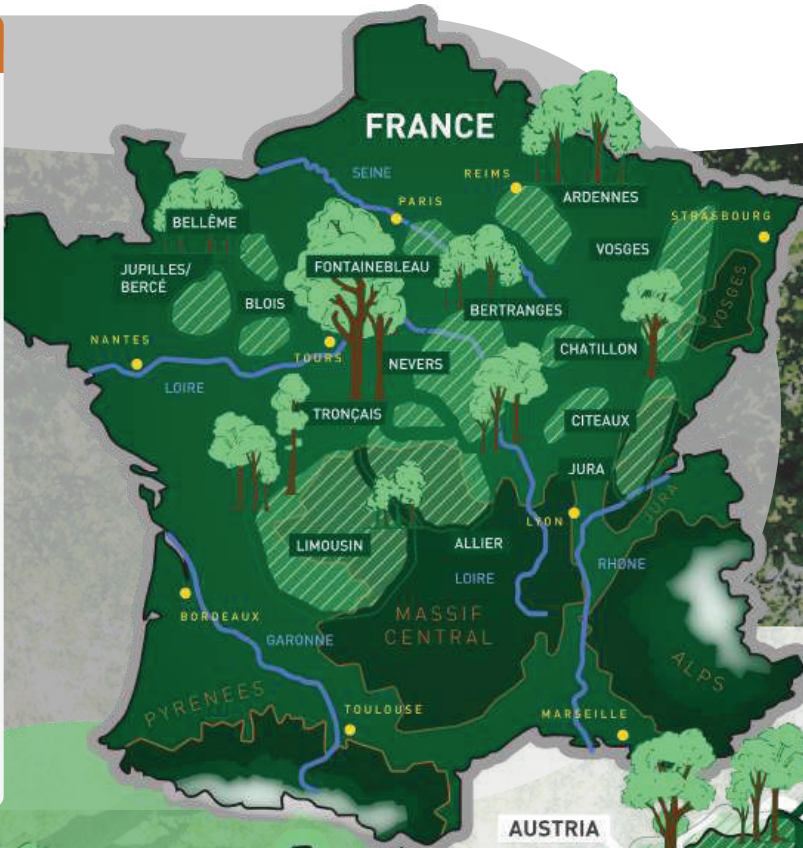 FRANCE
SEINE
REIMS
PARIS
ARDENNES
BELLÊME
STRASBOURG
VOSGES
FONTAINEBLEAU
JUPILLES/
BERCÉ
VOSGES
BLOIS
BERTRANGES
NANTES
CHATILLON
TOURS
NEVERS
LOIRE
TRONÇAIS
CITEAUX
JURA
JURA
LYON
LIMOUSIN
ALLIER
RHONE
LOIRE
MASSIF
CENTRAL
BORDEAUX
GARONNE
ALPS
PYRENEES
TOULOUSE
MARSEILLE
AUSTRIA